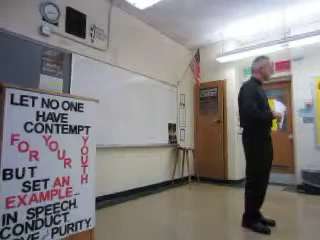 LET NO ONE
HAVE
CONTEMPT
FOR YOUR
YOUTH
BUT
SET AN
EXAMPLE...
IN SPEECH.
CONDUCT.
PURITY.